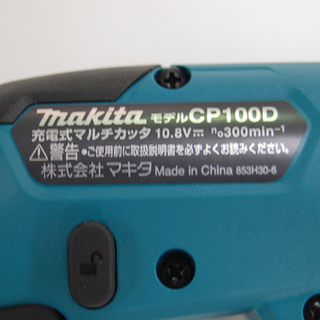 makita モデルCP100D
充電式マルチカッタ 10.8V⎓ n₀300min⁻¹
⚠警告 ●ご使用前に取扱説明書を必ずよくお読みください。
株式会社 マキタ Made in China 853H30-6